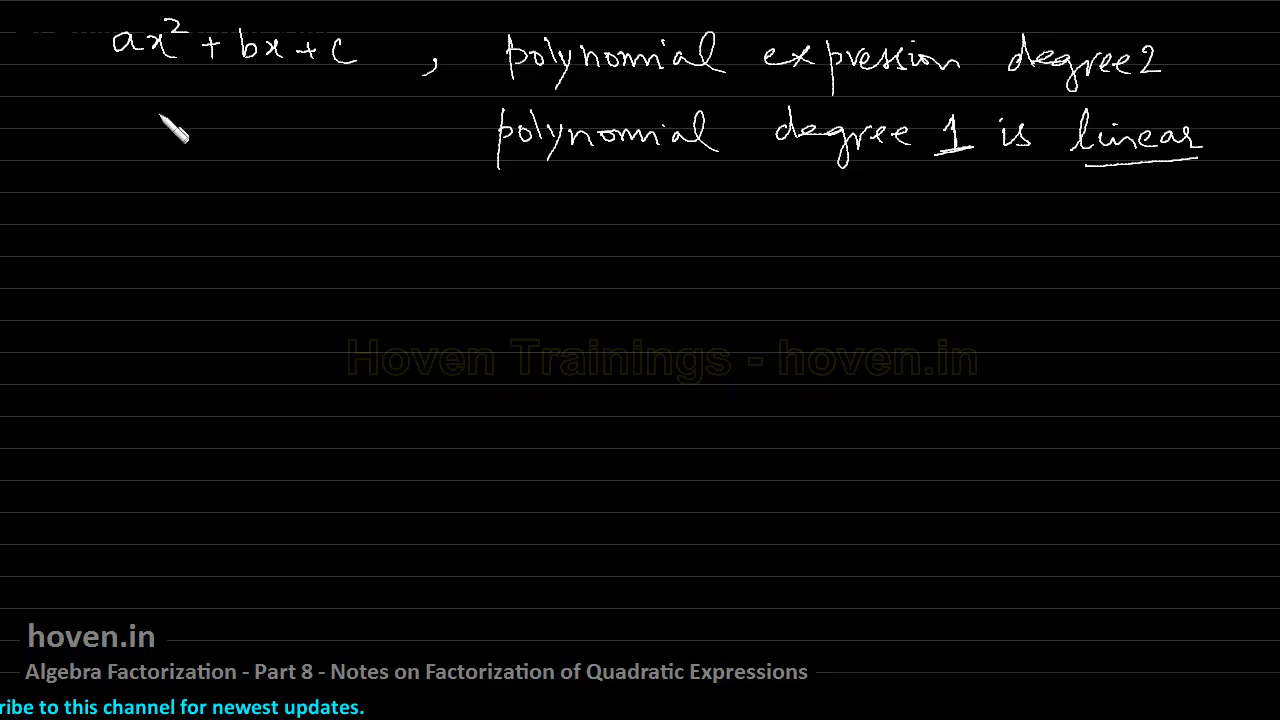 ax² + bx + c , polynomial expression degree 2
polynomial degree 1 is linear
Hoven Trainings - hoven.in
hoven.in
Algebra Factorization - Part 8 - Notes on Factorization of Quadratic Expressions
ribe to this channel for newest updates.